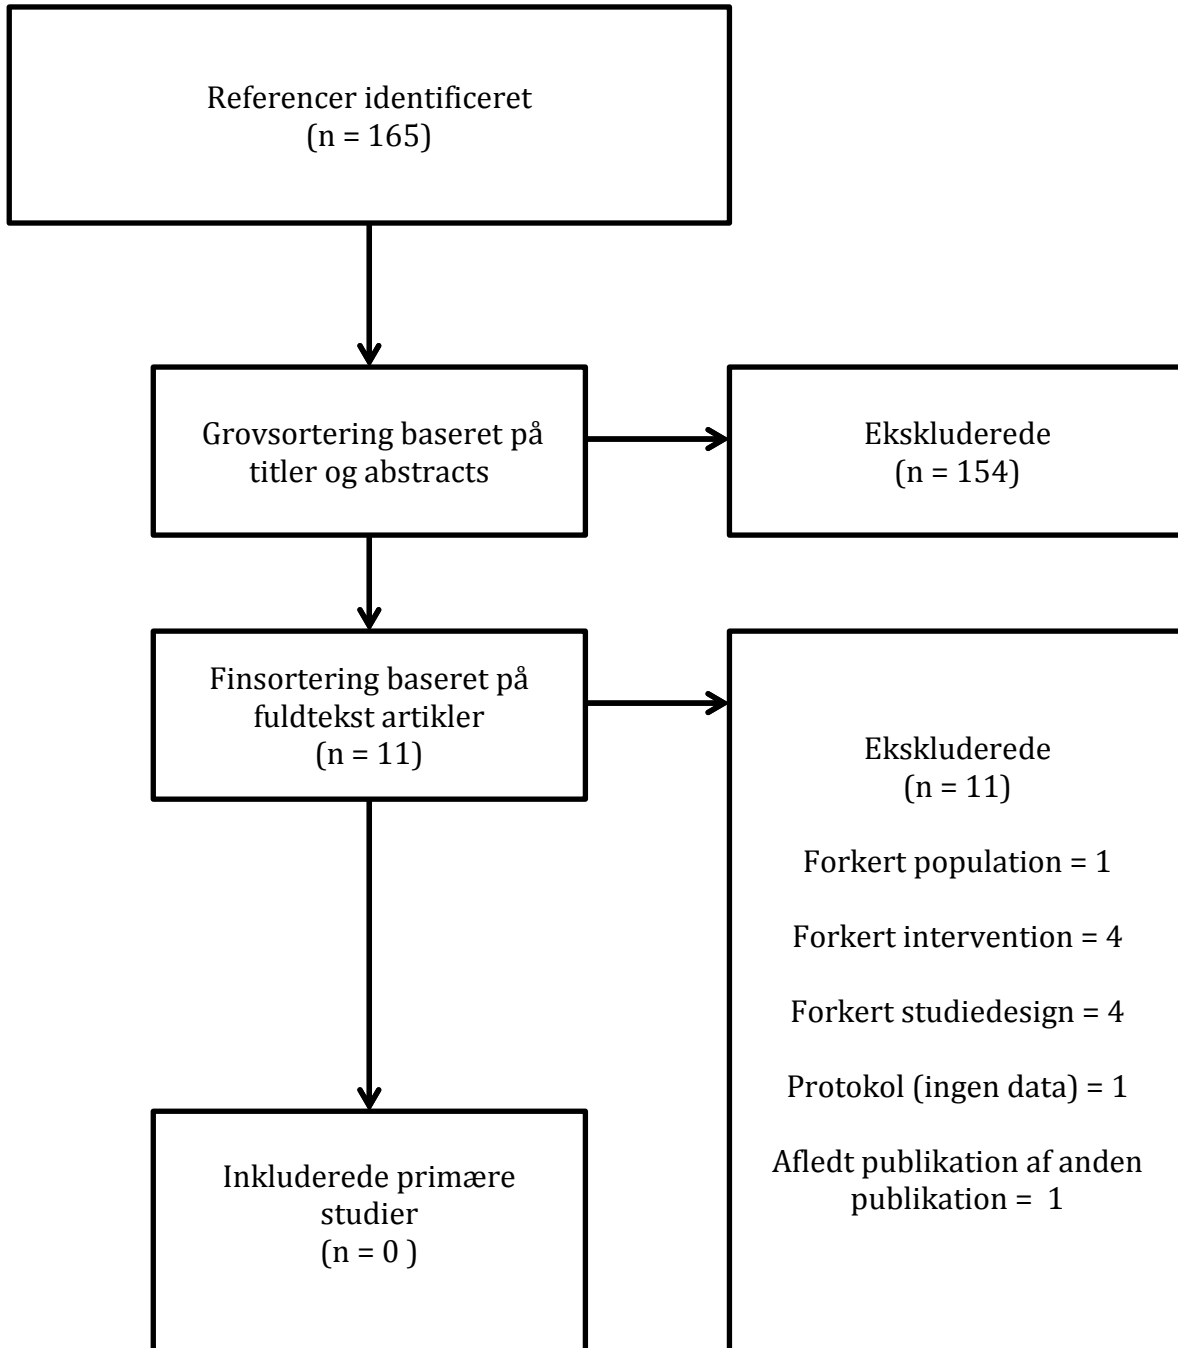 Referencer identificeret
(n = 165)
Grovsortering baseret på
titler og abstracts
Ekskluderede
(n = 154)
Finsortering baseret på
fuldtekst artikler
(n = 11)
Ekskluderede
(n = 11)
Forkert population = 1
Forkert intervention = 4
Forkert studiedesign = 4
Protokol (ingen data) = 1
Afledt publikation af anden
publikation = 1
Inkluderede primære
studier
(n = 0 )